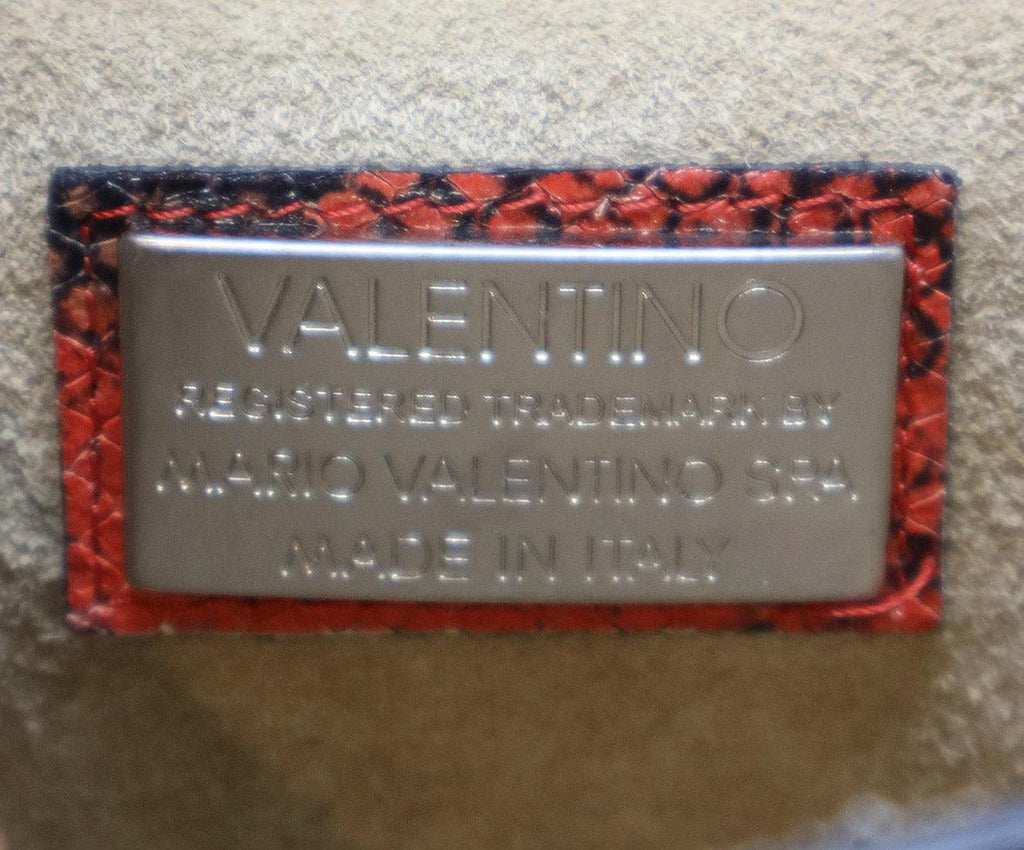 VALENTINO
REGISTERED TRADEMARK BY
MARIO VALENTINO SPA
MADE IN ITALY